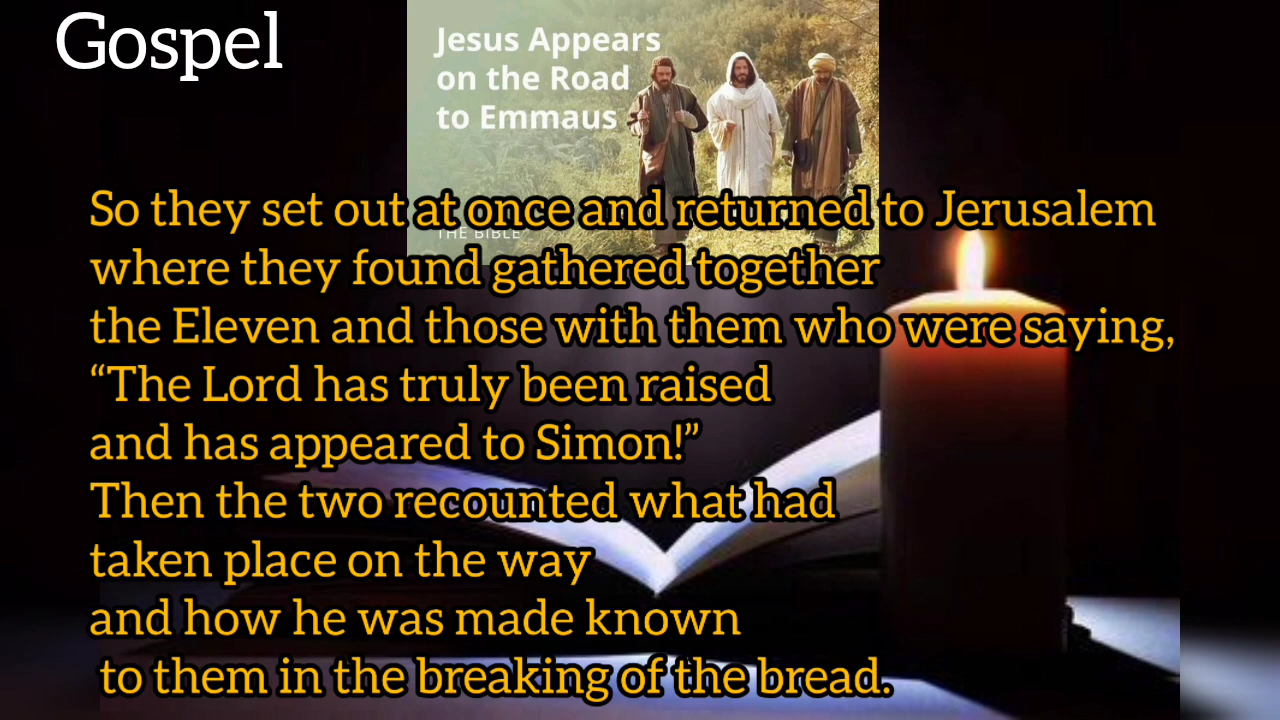 Gospel
Jesus Appears
on the Road
to Emmaus
THE BIBLE
So they set out at once and returned to Jerusalem
where they found gathered together
the Eleven and those with them who were saying,
“The Lord has truly been raised
and has appeared to Simon!”
Then the two recounted what had
taken place on the way
and how he was made known
to them in the breaking of the bread.